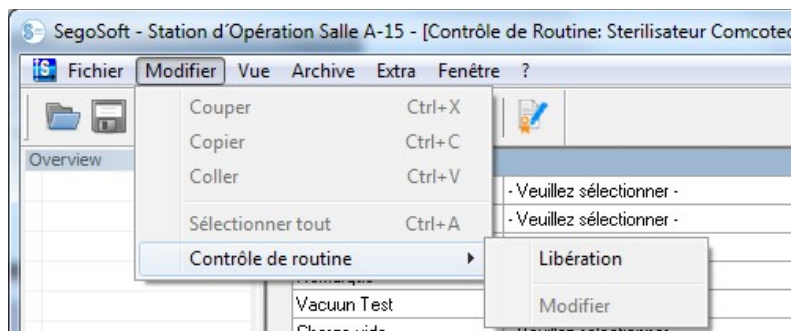 SegoSoft - Station d´Opération Salle A-15 - [Contrôle de Routine: Sterilisateur Comcotec
Fichier Modifier Vue Archive Extra Fenêtre ?
Couper Ctrl+X
Copier Ctrl+C
Overview
Coller Ctrl+V
- Veuillez sélectionner -
- Veuillez sélectionner -
Sélectionner tout Ctrl+A
Contrôle de routine
Libération
Vacuun Test
Modifier